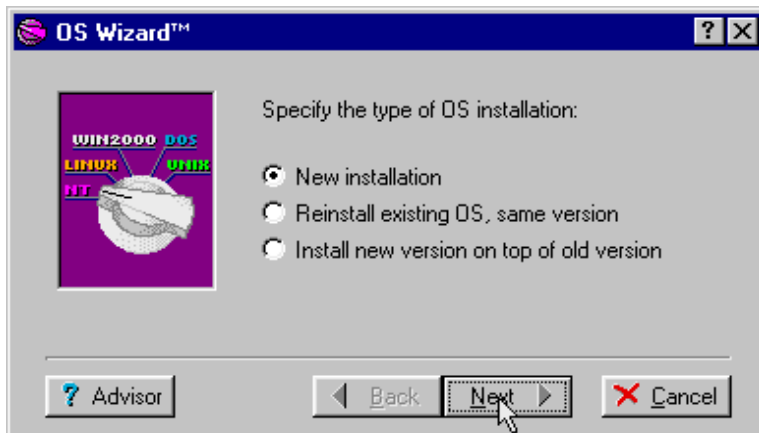 OS Wizard™
? X
Specify the type of OS installation:
WIN2000 DOS
LINUX UNIX
NT
New installation
Reinstall existing OS, same version
Install new version on top of old version
? Advisor
Back
Next
Cancel